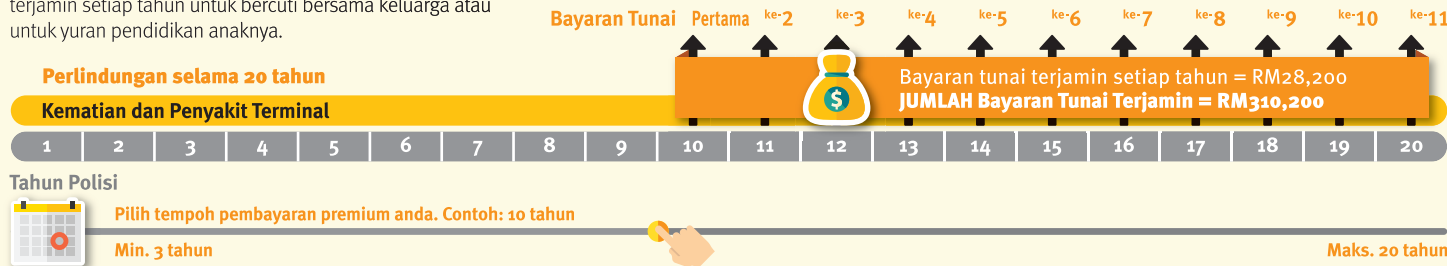 terjamin setiap tahun untuk bercuti bersama keluarga atau
untuk yuran pendidikan anaknya.
Bayaran Tunai Pertama ke-2 ke-3 ke-4 ke-5 ke-6 ke-7 ke-8 ke-9 ke-10 ke-11
Perlindungan selama 20 tahun
Bayaran tunai terjamin setiap tahun = RM28,200
JUMLAH Bayaran Tunai Terjamin = RM310,200
$
Kematian dan Penyakit Terminal
1 2 3 4 5 6 7 8 9 10 11 12 13 14 15 16 17 18 19 20
Tahun Polisi
Pilih tempoh pembayaran premium anda. Contoh: 10 tahun
Min. 3 tahun
Maks. 20 tahun